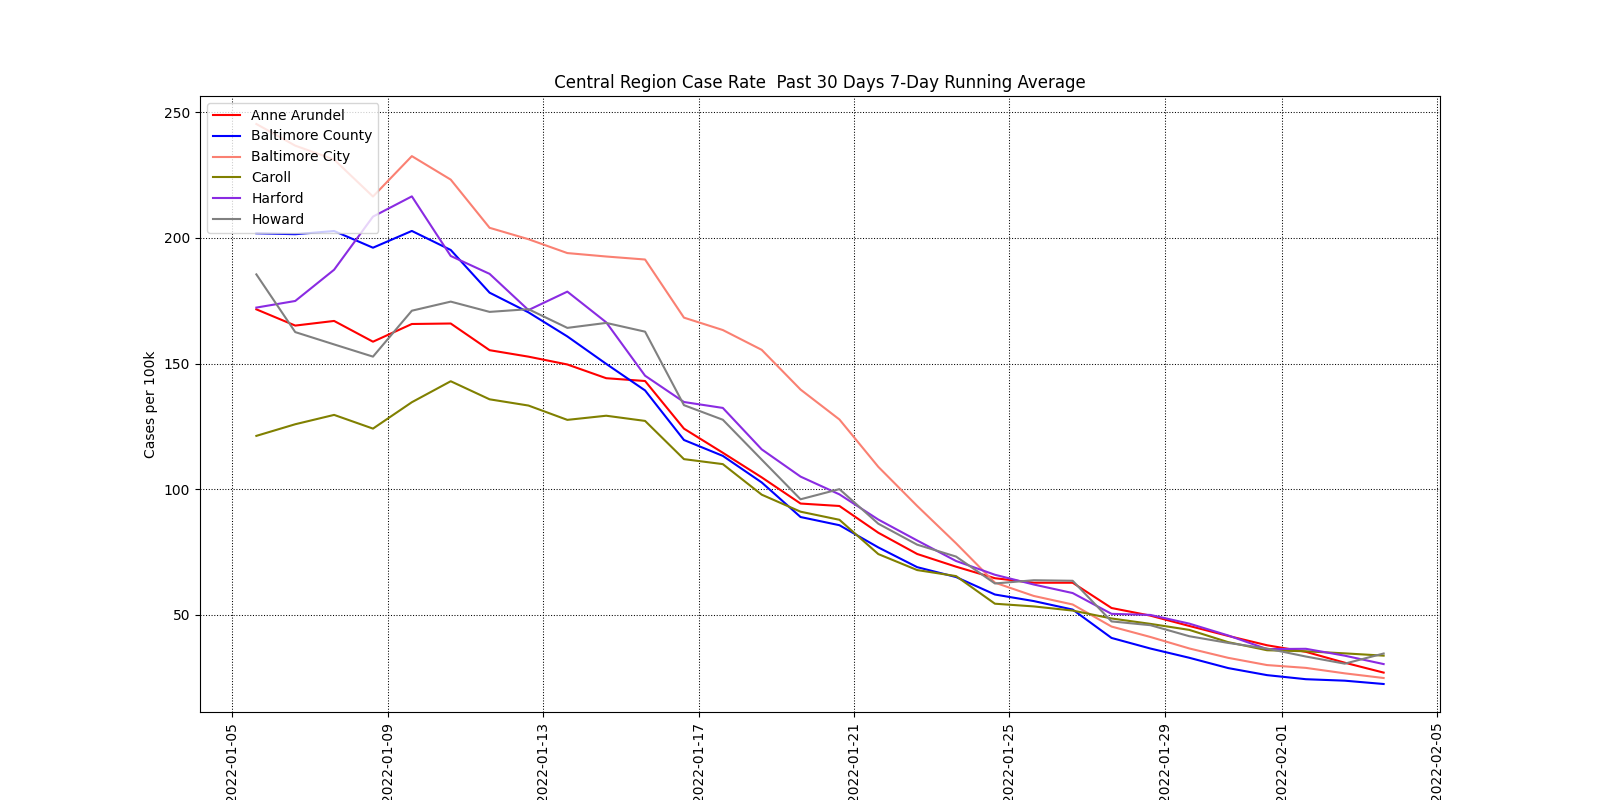 Central Region Case Rate  Past 30 Days 7-Day Running Average
Cases per 100k
250
200
150
100
50
Anne Arundel
Baltimore County
Baltimore City
Caroll
Harford
Howard
2022-01-05
2022-01-09
2022-01-13
2022-01-17
2022-01-21
2022-01-25
2022-01-29
2022-02-01
2022-02-05